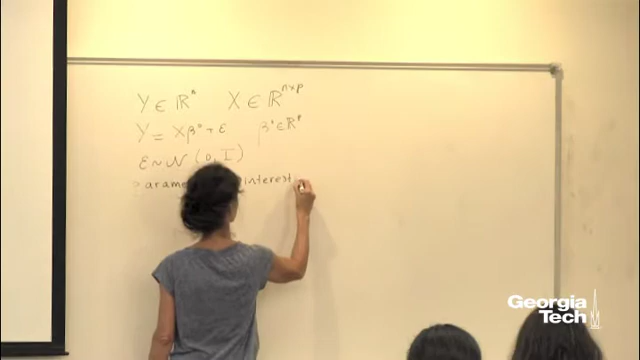 Y ∈ ℝⁿ X ∈ ℝⁿˣᵖ
Y = Xβ° + ε β° ∈ ℝᵖ
ε ~ N (0, I)
interest
Georgia
Tech